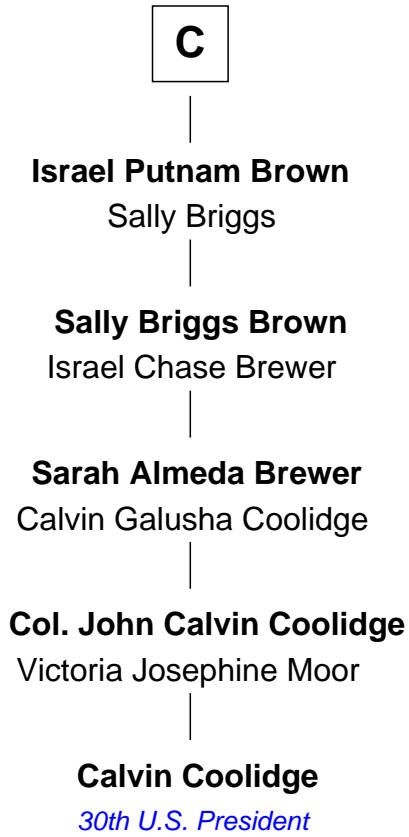 C
Israel Putnam Brown
Sally Briggs
Sally Briggs Brown
Israel Chase Brewer
Sarah Almeda Brewer
Calvin Galusha Coolidge
Col. John Calvin Coolidge
Victoria Josephine Moor
Calvin Coolidge
30th U.S. President